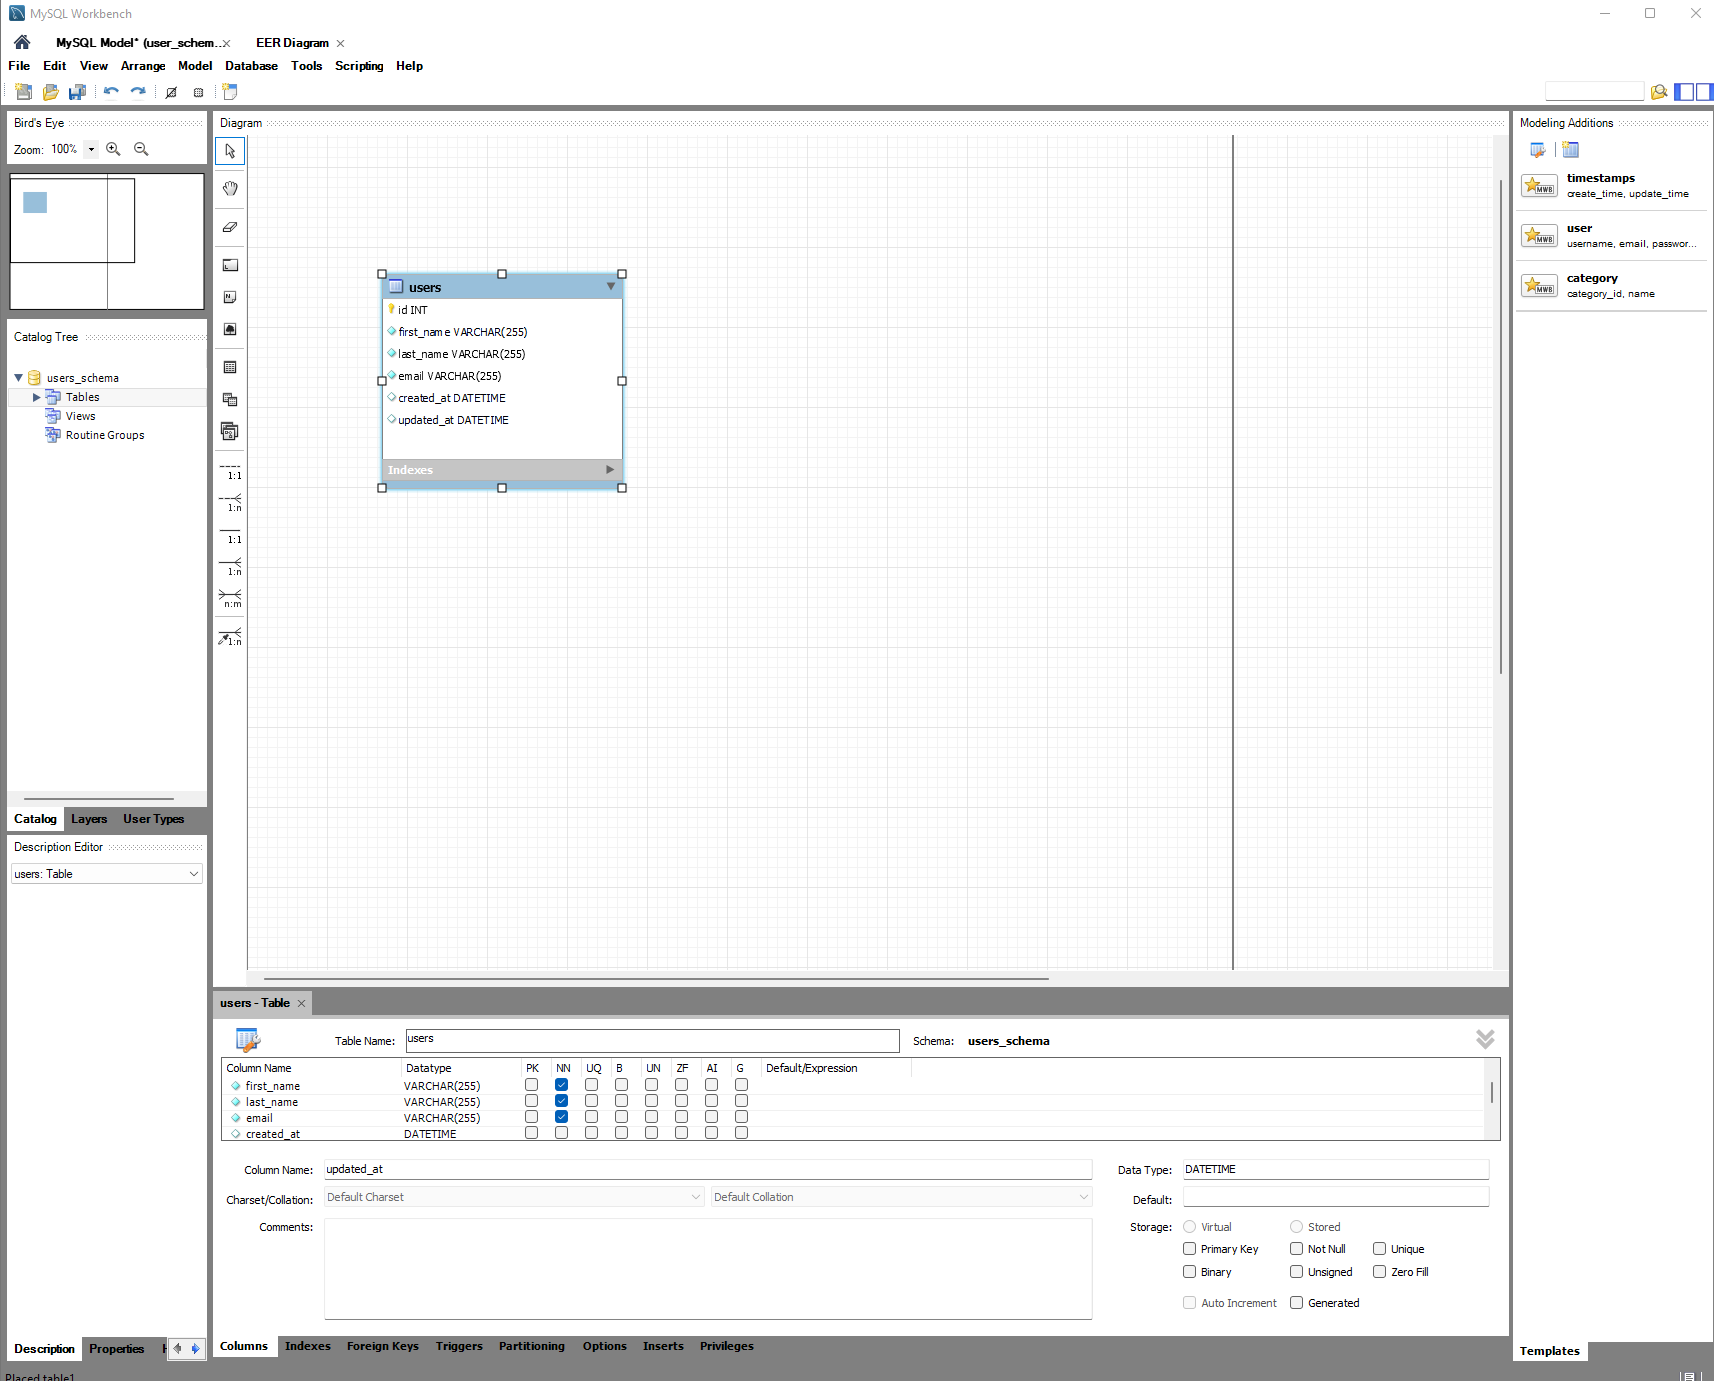 MySQL Workbench
MySQL Model* (user_schem... EER Diagram
File Edit View Arrange Model Database Tools Scripting Help
Bird's Eye
Zoom: 100%
Catalog Tree
users_schema
Tables
Views
Routine Groups
Catalog Layers User Types
Description Editor
users: Table
Description Properties
Placed table1
Diagram
1:1
1:n
1:1
1:n
n:m
1:n
users
id INT
first_name VARCHAR(255)
last_name VARCHAR(255)
email VARCHAR(255)
created_at DATETIME
updated_at DATETIME
Indexes
users - Table
Table Name: users Schema: users_schema
Column Name Datatype PK NN UQ B UN ZF AI G Default/Expression
first_name VARCHAR(255)
last_name VARCHAR(255)
email VARCHAR(255)
created_at DATETIME
Column Name: updated_at Data Type: DATETIME
Charset/Collation: Default Charset Default Collation Default:
Comments: Storage: Virtual Stored
Primary Key Not Null Unique
Binary Unsigned Zero Fill
Auto Increment Generated
Columns Indexes Foreign Keys Triggers Partitioning Options Inserts Privileges
Modeling Additions
MWB timestamps
create_time, update_time
MWB user
username, email, passwor...
MWB category
category_id, name
Templates